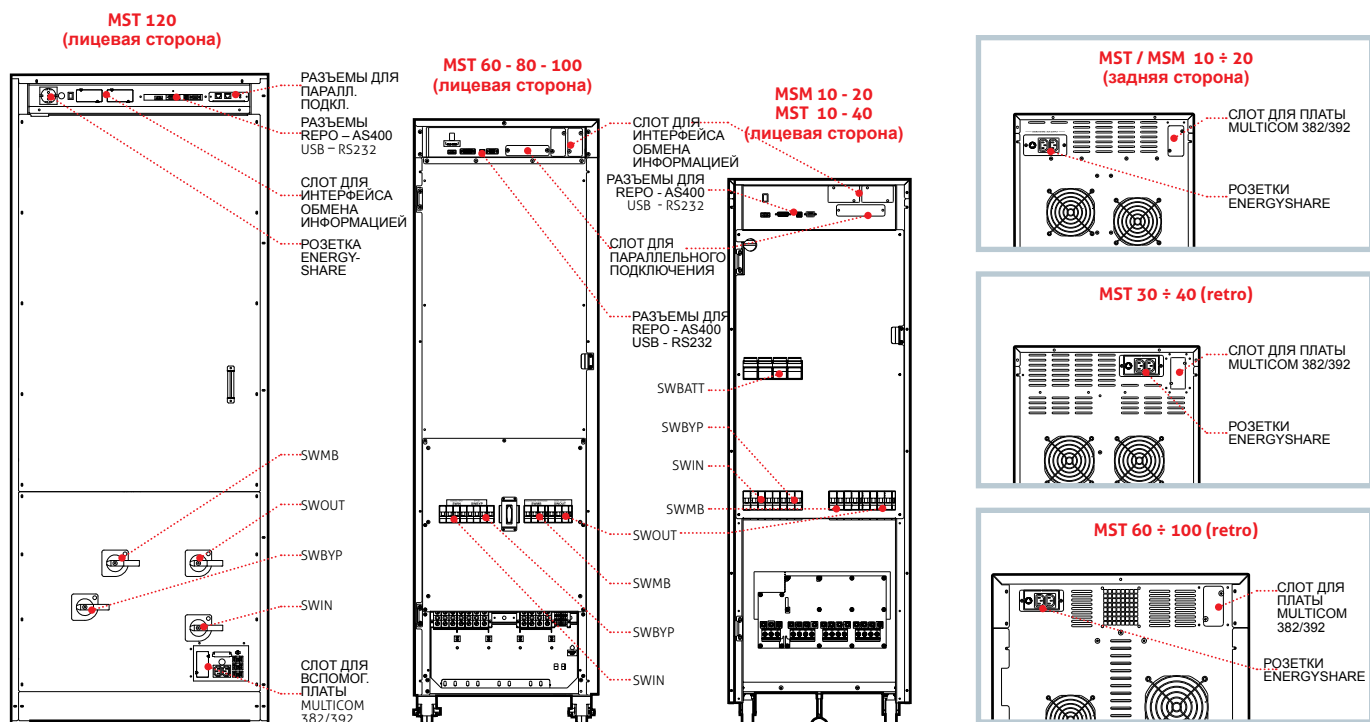 MST 120
(лицевая сторона)
РАЗЪЕМЫ ДЛЯ
ПАРАЛЛ.
ПОДКЛ.
РАЗЪЕМЫ
REPO – AS400
USB – RS232
СЛОТ ДЛЯ
ИНТЕРФЕЙСА
ОБМЕНА
ИНФОРМАЦИЕЙ
РОЗЕТКА
ENERGY-
SHARE
SWMB
SWOUT
SWBYP
SWIN
СЛОТ ДЛЯ
ВСПОМОГ.
ПЛАТЫ
MULTICOM
382/392
MST 60 - 80 - 100
(лицевая сторона)
MSM 10 - 20
MST 10 - 40
(лицевая сторона)
СЛОТ ДЛЯ
ИНТЕРФЕЙСА
ОБМЕНА
ИНФОРМАЦИЕЙ
РАЗЪЕМЫ ДЛЯ
REPO - AS400
USB - RS232
СЛОТ ДЛЯ
ПАРАЛЛЕЛЬНОГО
ПОДКЛЮЧЕНИЯ
РАЗЪЕМЫ ДЛЯ
REPO - AS400
USB - RS232
SWBATT
SWBYP
SWIN
SWMB
SWOUT
SWMB
SWBYP
SWIN
MST / MSM 10 ÷ 20
(задняя сторона)
СЛОТ ДЛЯ ПЛАТЫ
MULTICOM 382/392
РОЗЕТКИ
ENERGYSHARE
MST 30 ÷ 40 (retro)
СЛОТ ДЛЯ ПЛАТЫ
MULTICOM 382/392
РОЗЕТКИ
ENERGYSHARE
MST 60 ÷ 100 (retro)
СЛОТ ДЛЯ
ПЛАТЫ
MULTICOM
382/392
РОЗЕТКИ
ENERGYSHARE